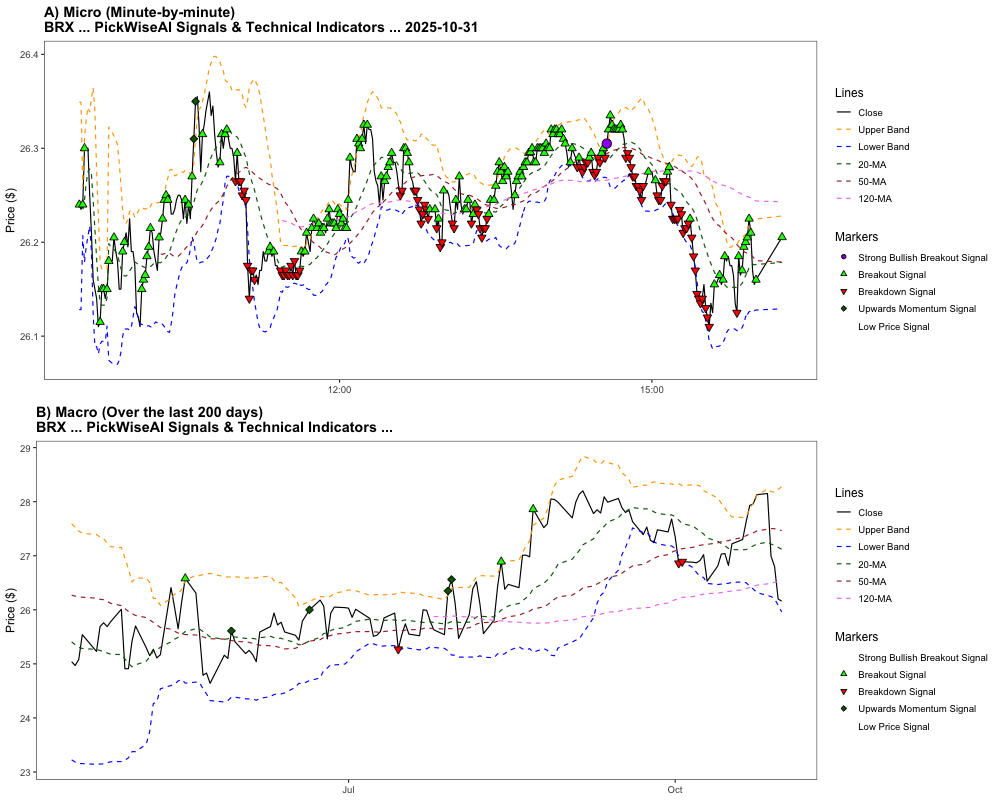 A) Micro (Minute-by-minute)
BRX ... PickWiseAI Signals & Technical Indicators ... 2025-10-31
26.4
26.3
26.2
26.1
Price ($)
12:00
15:00
Lines
Close
Upper Band
Lower Band
20-MA
50-MA
120-MA
Markers
Strong Bullish Breakout Signal
Breakout Signal
Breakdown Signal
Upwards Momentum Signal
Low Price Signal
B) Macro (Over the last 200 days)
BRX ... PickWiseAI Signals & Technical Indicators ...
29
28
27
26
25
24
23
Price ($)
Jul
Oct
Lines
Close
Upper Band
Lower Band
20-MA
50-MA
120-MA
Markers
Strong Bullish Breakout Signal
Breakout Signal
Breakdown Signal
Upwards Momentum Signal
Low Price Signal